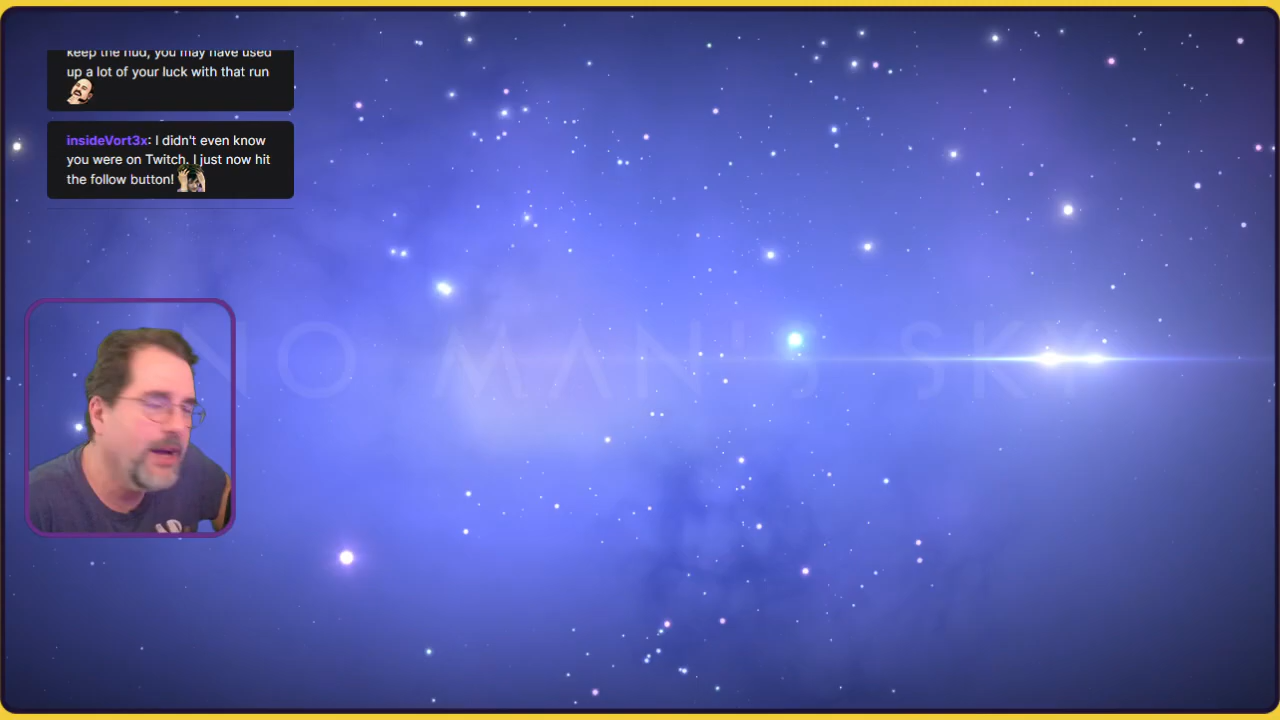 keep the hud, you may have used
up a lot of your luck with that run
insideVort3x: I didn't even know
you were on Twitch. I just now hit
the follow button!
NO MAN'S SKY